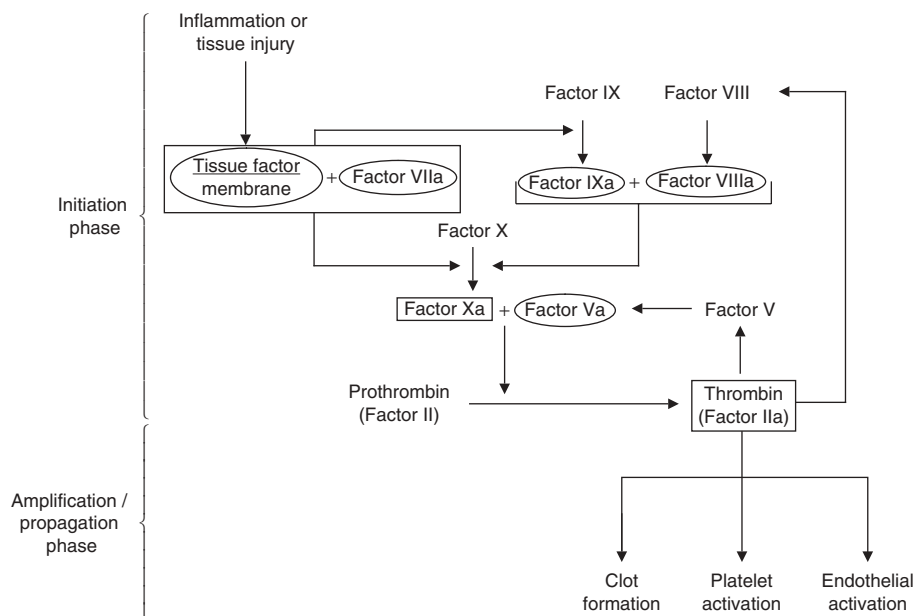 Inflammation or
tissue injury
Factor IX
Factor VIII
Tissue factor
membrane
+
Factor VIIa
Factor IXa
+
Factor VIIIa
Initiation
phase
Factor X
Factor Xa
+
Factor Va
Factor V
Prothrombin
(Factor II)
Thrombin
(Factor IIa)
Amplification /
propagation
phase
Clot
formation
Platelet
activation
Endothelial
activation